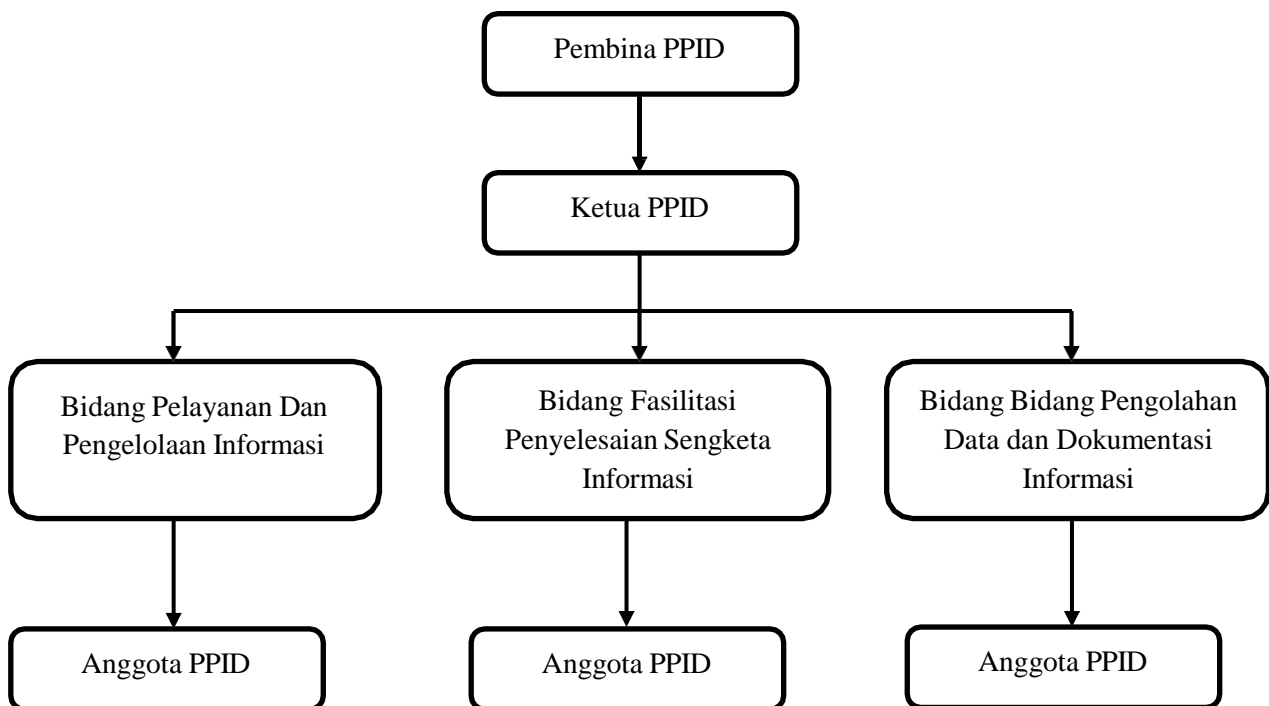 Pembina PPID
Ketua PPID
Bidang Pelayanan Dan
Pengelolaan Informasi
Bidang Fasilitasi
Penyelesaian Sengketa
Informasi
Bidang Bidang Pengolahan
Data dan Dokumentasi
Informasi
Anggota PPID
Anggota PPID
Anggota PPID